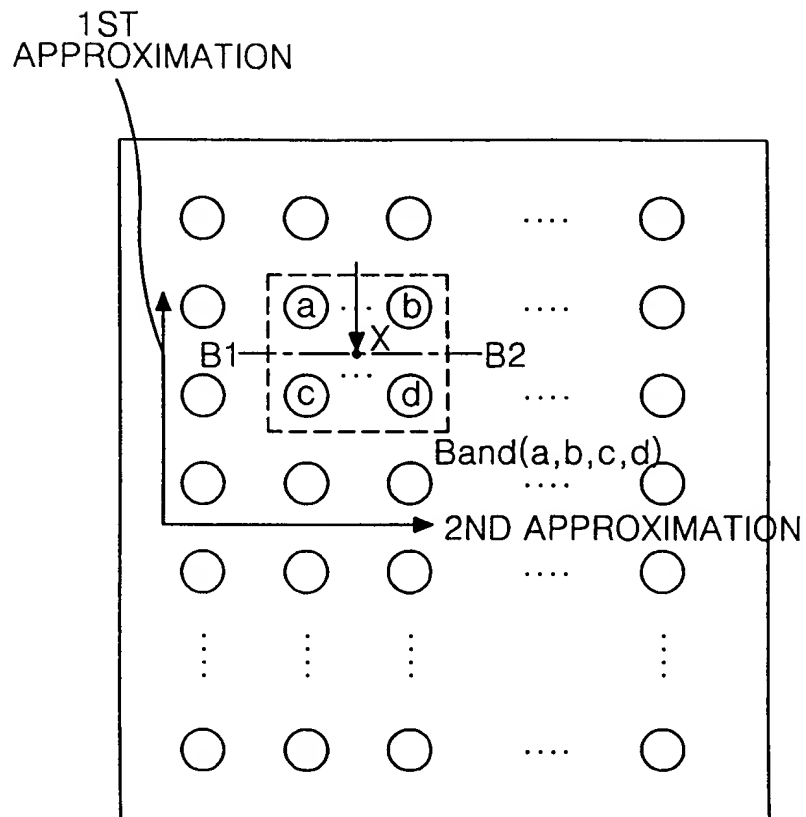 1ST
APPROXIMATION
a ... b
X
B1 B2
...
c d
Band(a,b,c,d)
2ND APPROXIMATION